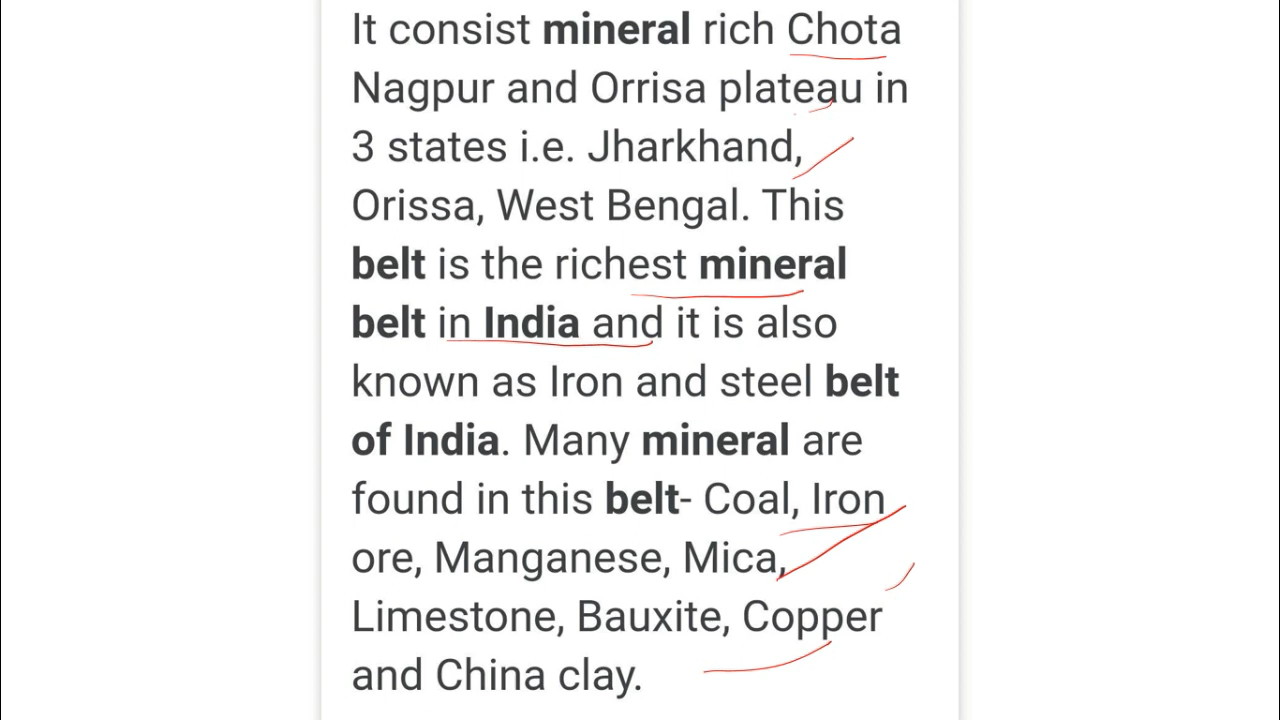 It consist mineral rich Chota
Nagpur and Orrisa plateau in
3 states i.e. Jharkhand,
Orissa, West Bengal. This
belt is the richest mineral
belt in India and it is also
known as Iron and steel belt
of India. Many mineral are
found in this belt- Coal, Iron
ore, Manganese, Mica,
Limestone, Bauxite, Copper
and China clay.